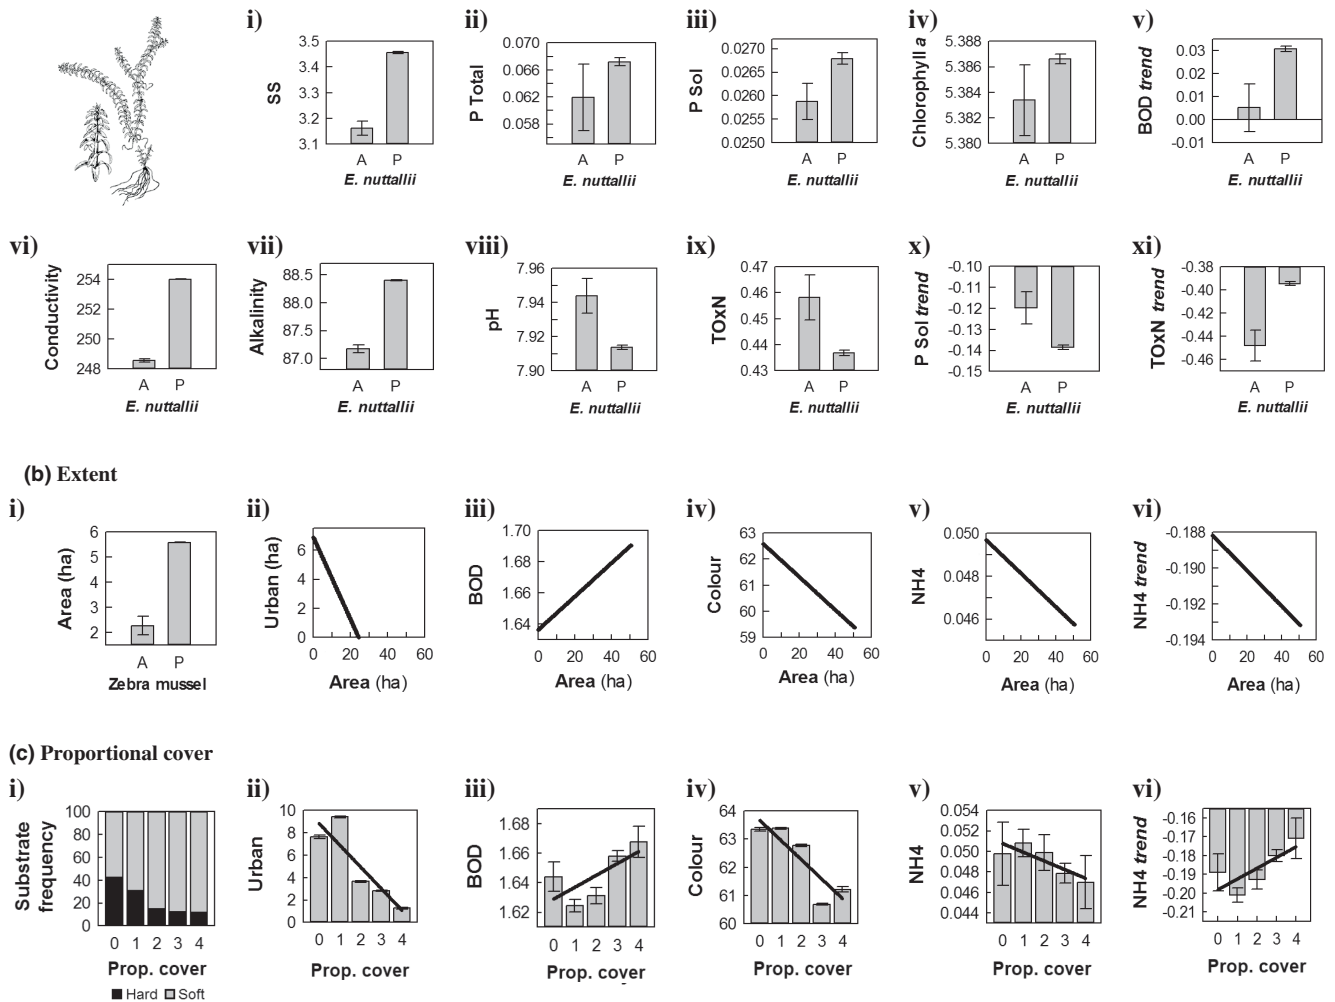 i)
ii)
iii)
iv)
v)
SS
3.5
3.4
3.3
3.2
3.1
A P
E. nuttallii
P Total
0.070
0.066
0.062
0.058
A P
E. nuttallii
P Sol
0.0270
0.0265
0.0260
0.0255
0.0250
A P
E. nuttallii
Chlorophyll a
5.388
5.386
5.384
5.382
5.380
A P
E. nuttallii
BOD trend
0.03
0.02
0.01
0.00
-0.01
A P
E. nuttallii
vi)
vii)
viii)
ix)
x)
xi)
Conductivity
254
252
250
248
A P
E. nuttallii
Alkalinity
88.5
88.0
87.5
87.0
A P
E. nuttallii
pH
7.96
7.94
7.92
7.90
A P
E. nuttallii
TOxN
0.47
0.46
0.45
0.44
0.43
A P
E. nuttallii
P Sol trend
-0.10
-0.11
-0.12
-0.13
-0.14
-0.15
A P
E. nuttallii
TOxN trend
-0.38
-0.40
-0.42
-0.44
-0.46
A P
E. nuttallii
(b) Extent
i)
ii)
iii)
iv)
v)
vi)
Area (ha)
6
5
4
3
2
A P
Zebra mussel
Urban (ha)
6
4
2
0
0 20 40 60
Area (ha)
BOD
1.70
1.68
1.66
1.64
0 20 40 60
Area (ha)
Colour
63
62
61
60
59
0 20 40 60
Area (ha)
NH4
0.050
0.048
0.046
0 20 40 60
Area (ha)
NH4 trend
-0.188
-0.190
-0.192
-0.194
0 20 40 60
Area (ha)
(c) Proportional cover
i)
ii)
iii)
iv)
v)
vi)
Substrate
frequency
100
80
60
40
20
0
0 1 2 3 4
Prop. cover
Hard Soft
Urban
10
8
6
4
2
0
0 1 2 3 4
Prop. cover
BOD
1.68
1.66
1.64
1.62
0 1 2 3 4
Prop. cover
Colour
64
63
62
61
60
0 1 2 3 4
Prop. cover
NH4
0.054
0.052
0.050
0.048
0.046
0.044
0 1 2 3 4
Prop. cover
NH4 trend
-0.16
-0.17
-0.18
-0.19
-0.20
-0.21
0 1 2 3 4
Prop. cover